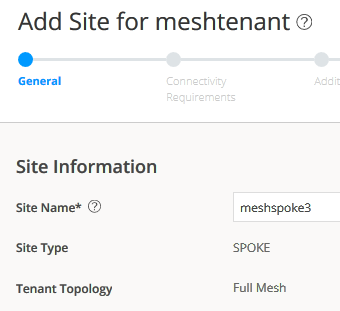 Add Site for meshtenant ?
General
Connectivity
Requirements
Addit
Site Information
Site Name* ?
meshspoke3
Site Type
SPOKE
Tenant Topology
Full Mesh